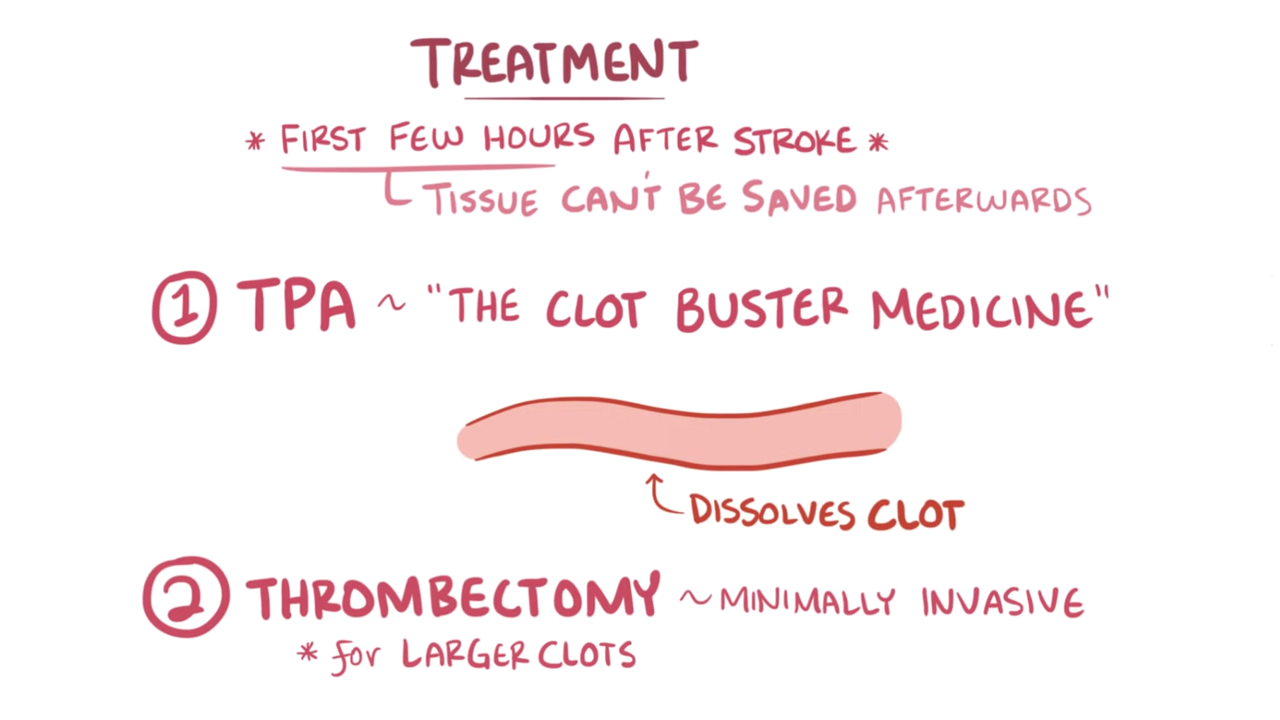 TREATMENT
* FIRST FEW HOURS AFTER STROKE *
TISSUE CAN'T BE SAVED AFTERWARDS
1 TPA ~ "THE CLOT BUSTER MEDICINE"
DISSOLVES CLOT
2 THROMBECTOMY ~ MINIMALLY INVASIVE
* for LARGER CLOTS